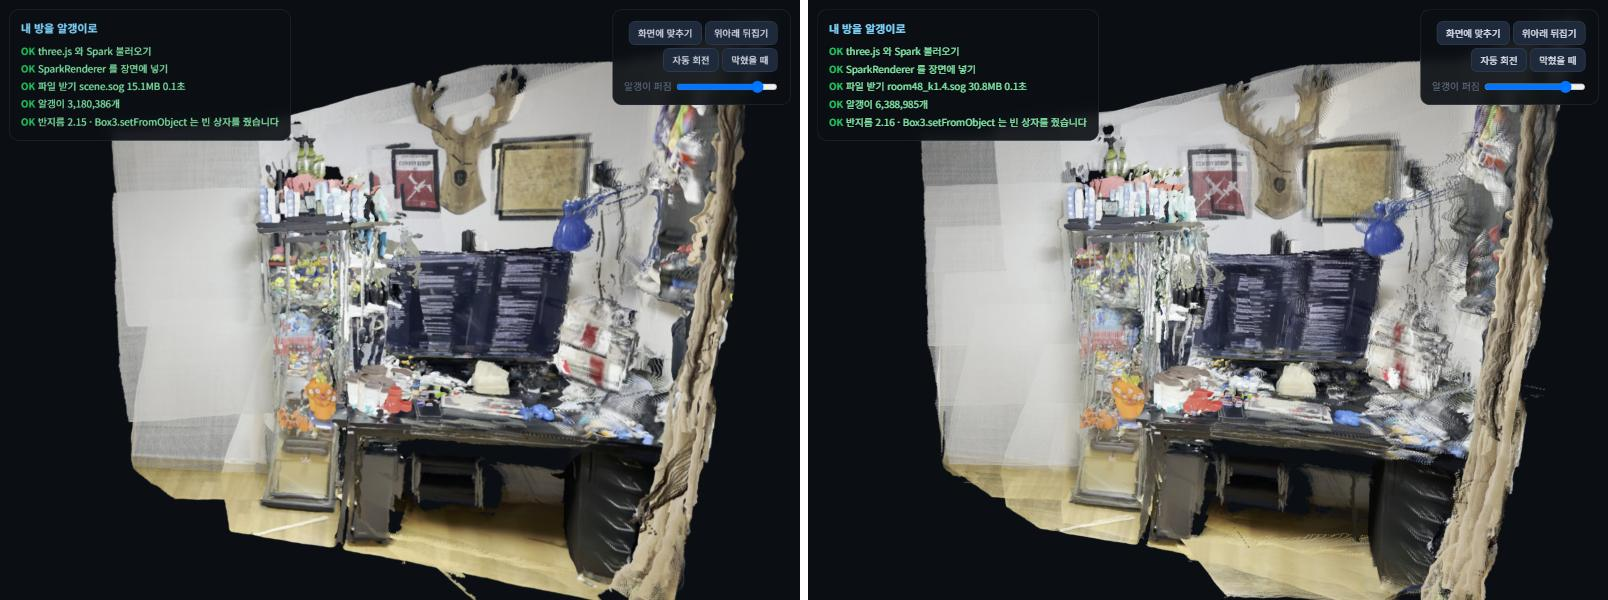 내 방을 알갱이로
OK three.js 와 Spark 불러오기
OK SparkRenderer 를 장면에 넣기
OK 파일 받기 scene.sog 15.1MB 0.1초
OK 알갱이 3,180,386개
OK 반지름 2.15 · Box3.setFromObject 는 빈 상자를 줬습니다
화면에 맞추기 위아래 뒤집기
자동 회전 막혔을 때
알갱이 퍼짐
내 방을 알갱이로
OK three.js 와 Spark 불러오기
OK SparkRenderer 를 장면에 넣기
OK 파일 받기 room48_k1.4.sog 30.8MB 0.1초
OK 알갱이 6,388,985개
OK 반지름 2.16 · Box3.setFromObject 는 빈 상자를 줬습니다
화면에 맞추기 위아래 뒤집기
자동 회전 막혔을 때
알갱이 퍼짐